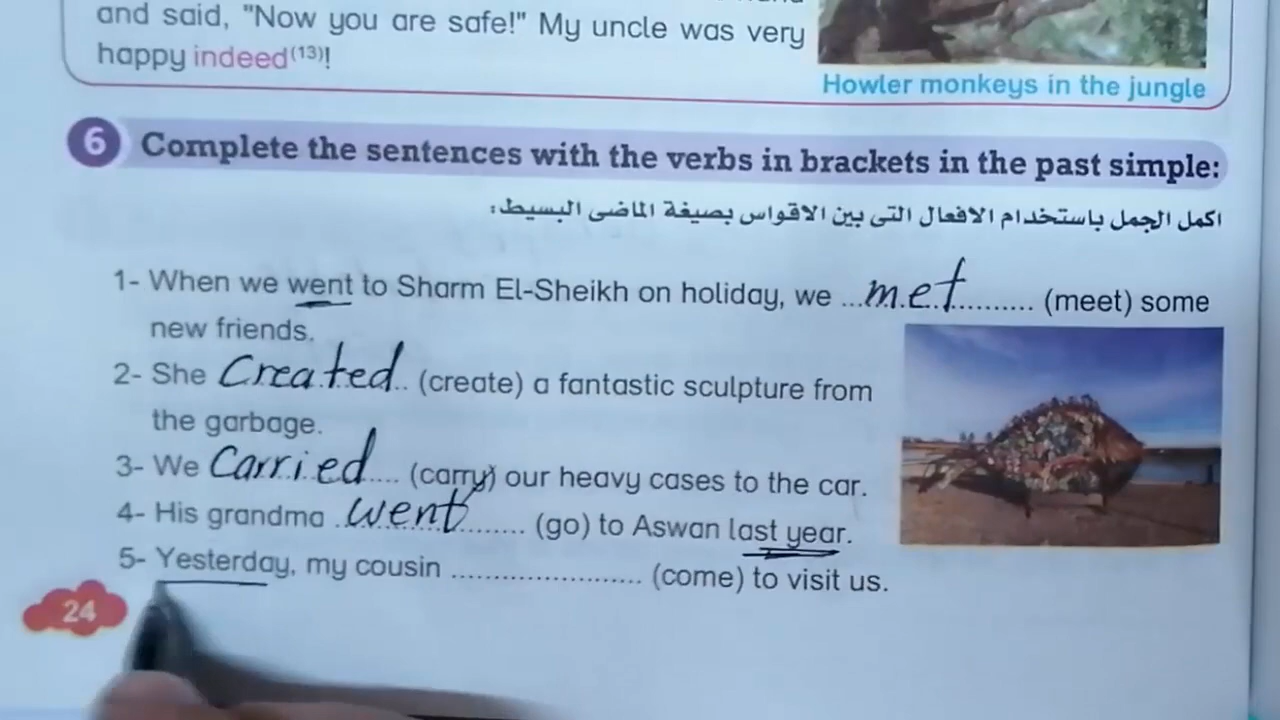 and said, "Now you are safe!" My uncle was very
happy indeed(13)!
Howler monkeys in the jungle
6 Complete the sentences with the verbs in brackets in the past simple:
اكمل الجمل باستخدام الافعال التى بين الاقواس بصيغة الماضى البسيط:
1- When we went to Sharm El-Sheikh on holiday, we ...met.......... (meet) some
new friends.
2- She Created.. (create) a fantastic sculpture from
the garbage.
3- We Carried.... (carry) our heavy cases to the car.
4- His grandma .went........ (go) to Aswan last year.
5- Yesterday, my cousin ........................ (come) to visit us.
24